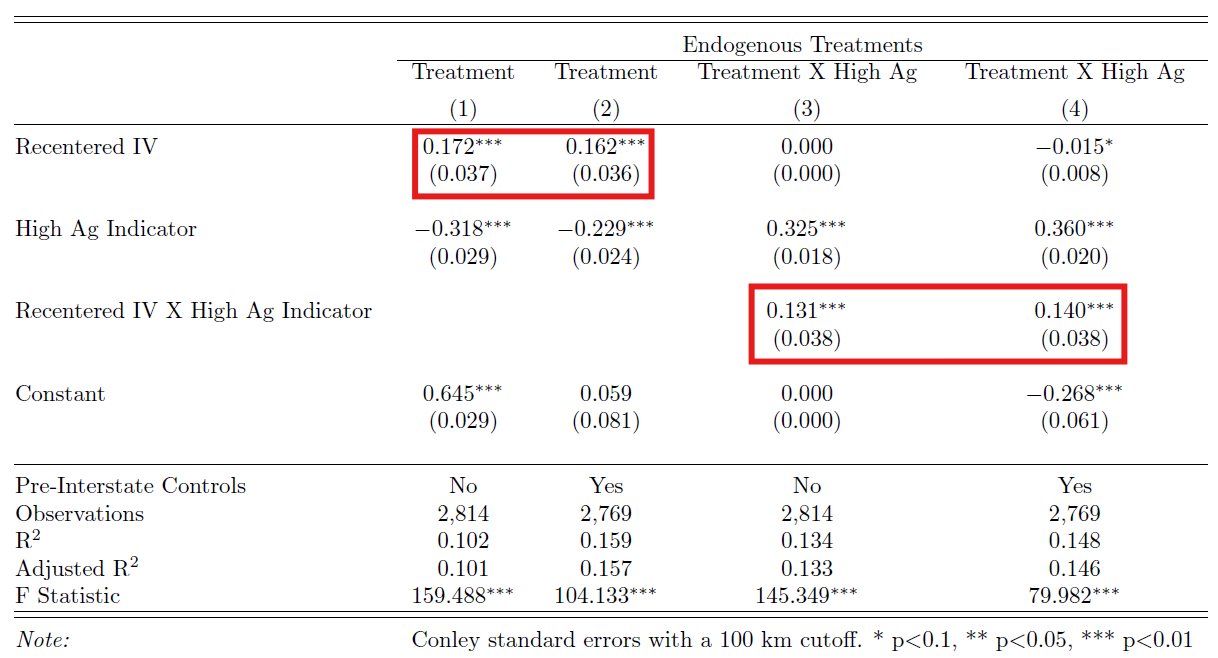 Endogenous Treatments
Treatment Treatment Treatment X High Ag Treatment X High Ag
(1) (2) (3) (4)
Recentered IV 0.172*** 0.162*** 0.000 −0.015*
(0.037) (0.036) (0.000) (0.008)
High Ag Indicator −0.318*** −0.229*** 0.325*** 0.360***
(0.029) (0.024) (0.018) (0.020)
Recentered IV X High Ag Indicator 0.131*** 0.140***
(0.038) (0.038)
Constant 0.645*** 0.059 0.000 −0.268***
(0.029) (0.081) (0.000) (0.061)
Pre-Interstate Controls No Yes No Yes
Observations 2,814 2,769 2,814 2,769
R² 0.102 0.159 0.134 0.148
Adjusted R² 0.101 0.157 0.133 0.146
F Statistic 159.488*** 104.133*** 145.349*** 79.982***
Note: Conley standard errors with a 100 km cutoff. * p<0.1, ** p<0.05, *** p<0.01